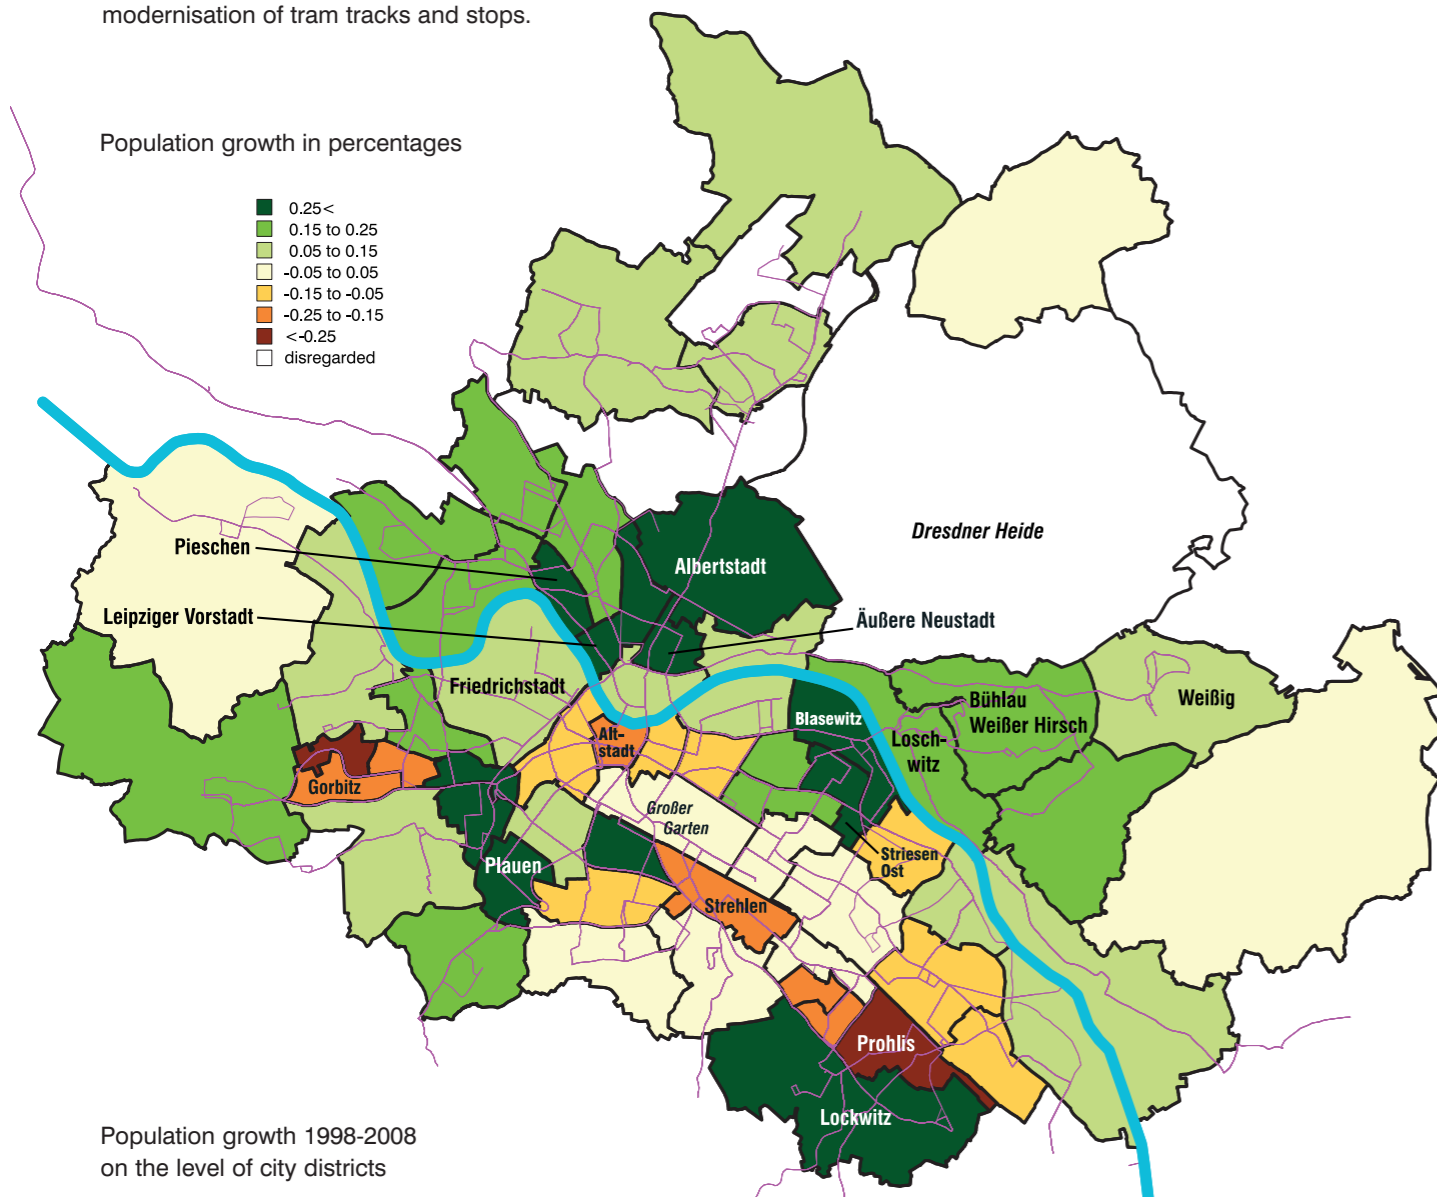 modernisation of tram tracks and stops.
Population growth in percentages
0.25<
0.15 to 0.25
0.05 to 0.15
-0.05 to 0.05
-0.15 to -0.05
-0.25 to -0.15
<-0.25
disregarded
Dresdner Heide
Pieschen
Albertstadt
Leipziger Vorstadt
Äußere Neustadt
Friedrichstadt
Bühlau
Weißer Hirsch
Weißig
Blasewitz
Losch-
witz
Alt-
stadt
Gorbitz
Großer
Garten
Plauen
Striesen
Ost
Strehlen
Prohlis
Lockwitz
Population growth 1998-2008
on the level of city districts